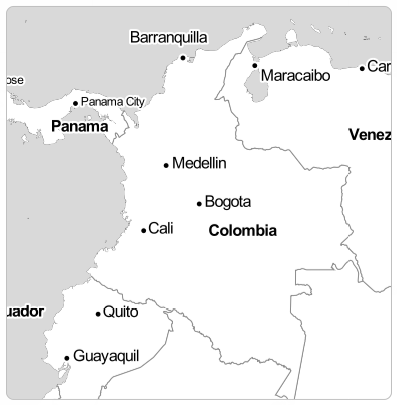 Barranquilla
Maracaibo
Car
ose
Panama City
Panama
Venez
Medellin
Bogota
Cali
Colombia
uador
Quito
Guayaquil